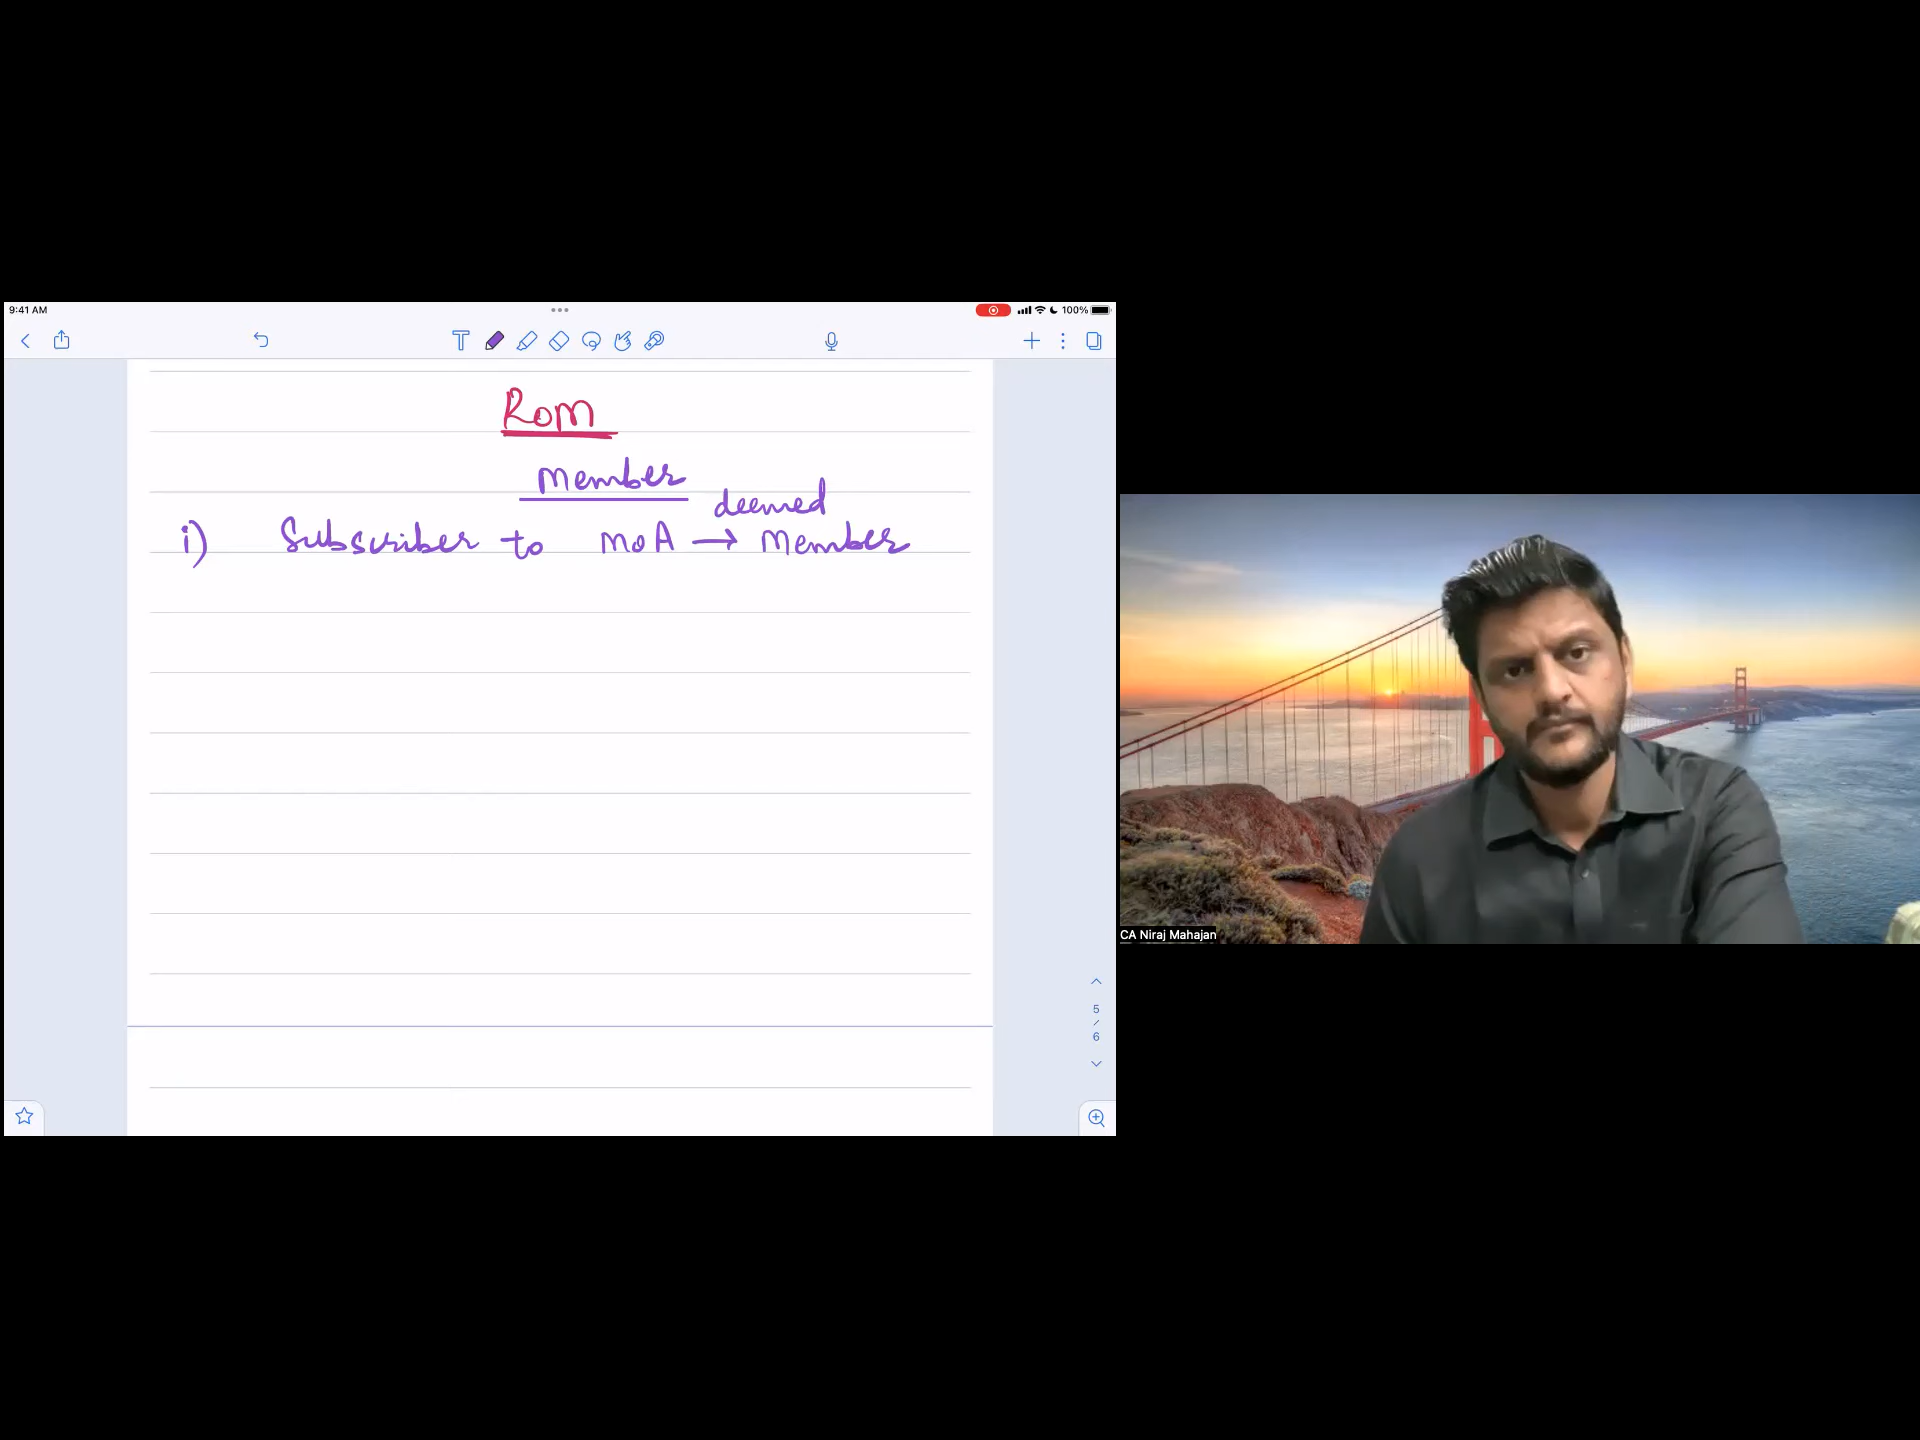 9:41 AM
100%
T
Rom
Member
deemed
i) Subscriber to MoA → Member
5
/
6
CA Niraj Mahajan